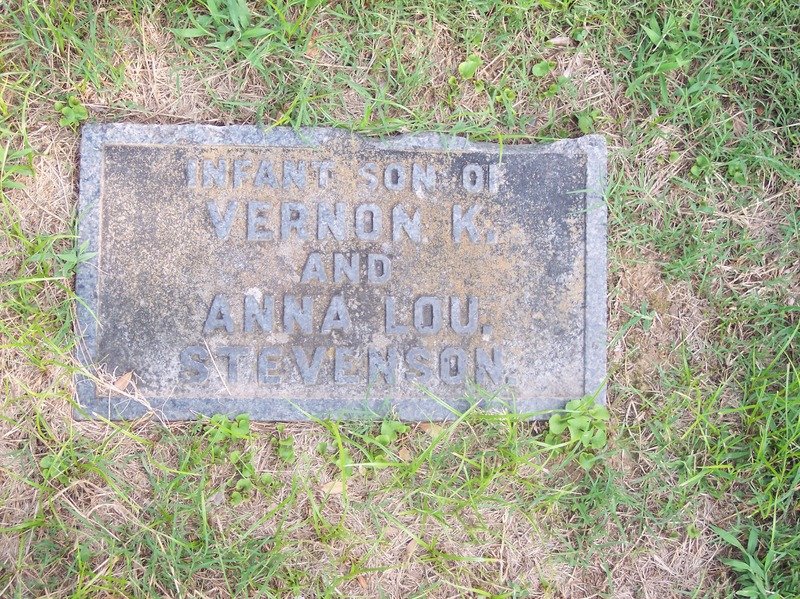 INFANT SON OF
VERNON K.
AND
ANNA LOU,
STEVENSON.